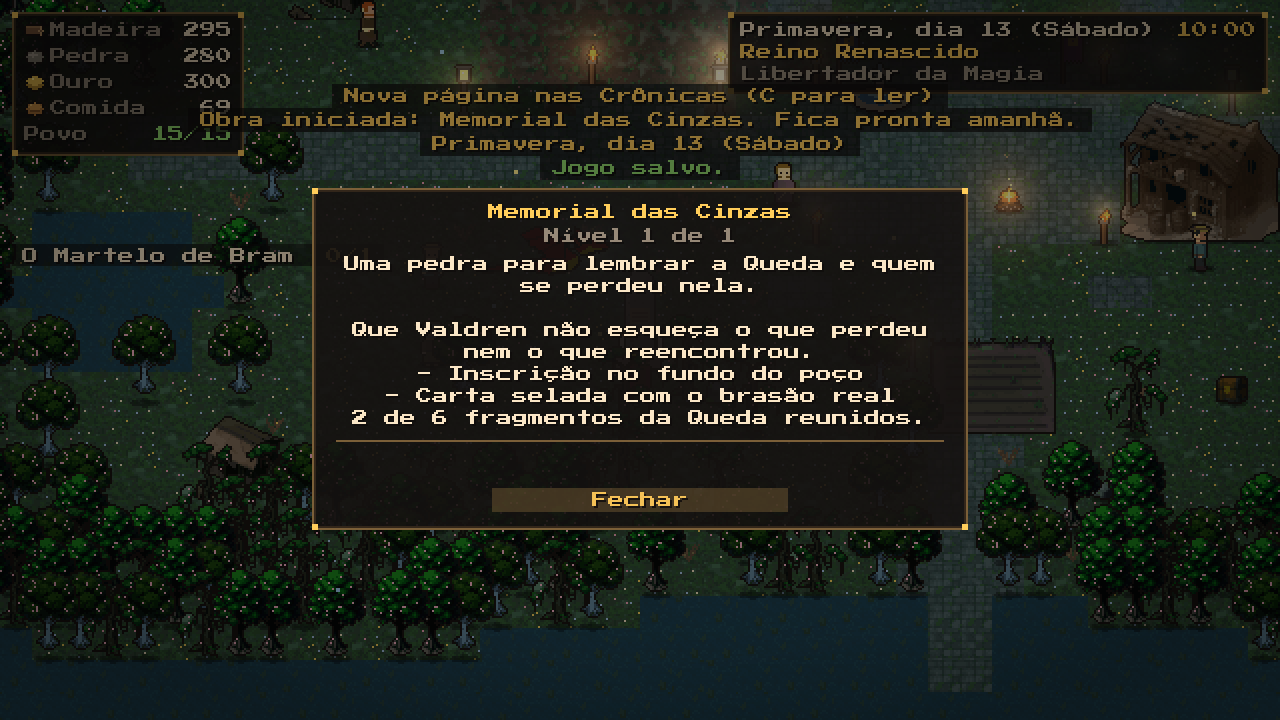 Madeira 295
Pedra 280
Ouro 300
Comida 69
Povo 15/15
Primavera, dia 13 (Sábado) 10:00
Reino Renascido
Libertador da Magia
Nova página nas Crônicas (C para ler)
Obra iniciada: Memorial das Cinzas. Fica pronta amanhã.
Primavera, dia 13 (Sábado)
Jogo salvo.
O Martelo de Bram
Memorial das Cinzas
Nível 1 de 1
Uma pedra para lembrar a Queda e quem
se perdeu nela.
Que Valdren não esqueça o que perdeu
nem o que reencontrou.
- Inscrição no fundo do poço
- Carta selada com o brasão real
2 de 6 fragmentos da Queda reunidos.
Fechar